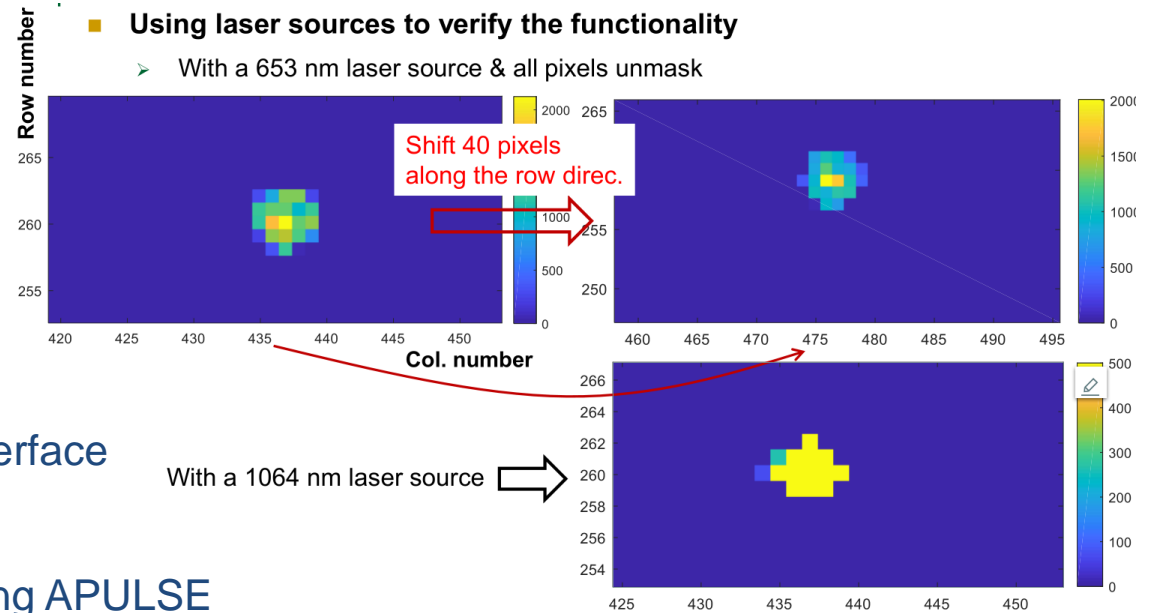 Using laser sources to verify the functionality
With a 653 nm laser source & all pixels unmask
Row number
265
260
255
420 425 430 435 440 445 450
2000
1000
500
0
Shift 40 pixels
along the row direc.
265
255
250
460 465 470 475 480 485 490 495
2000
1500
1000
500
0
Col. number
erface
With a 1064 nm laser source
266
264
262
260
258
256
254
425 430 435 440 445 450
500
400
300
200
100
0
ng APULSE